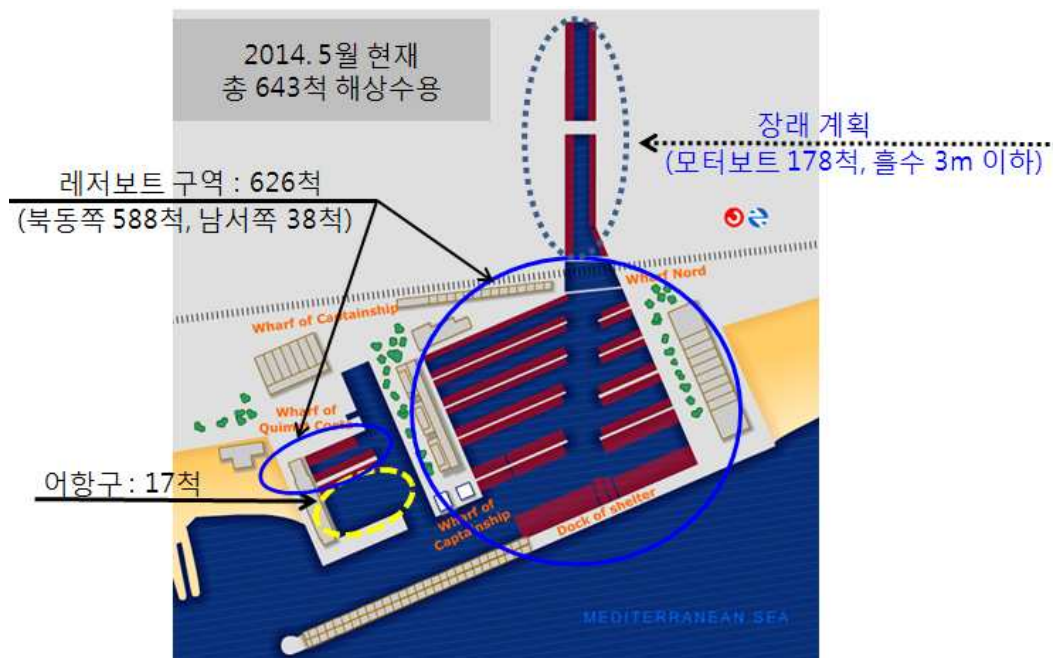 2014. 5월 현재
총 643척 해상수용
장래 계획
(모터보트 178척, 흘수 3m 이하)
레저보트 구역 : 626척
(북동쪽 588척, 남서쪽 38척)
Wharf Nord
Wharf of Captainship
Wharf of
Quima Costa
어항구 : 17척
Wharf of
Captainship
Dock of shelter
MEDITERRANEAN SEA